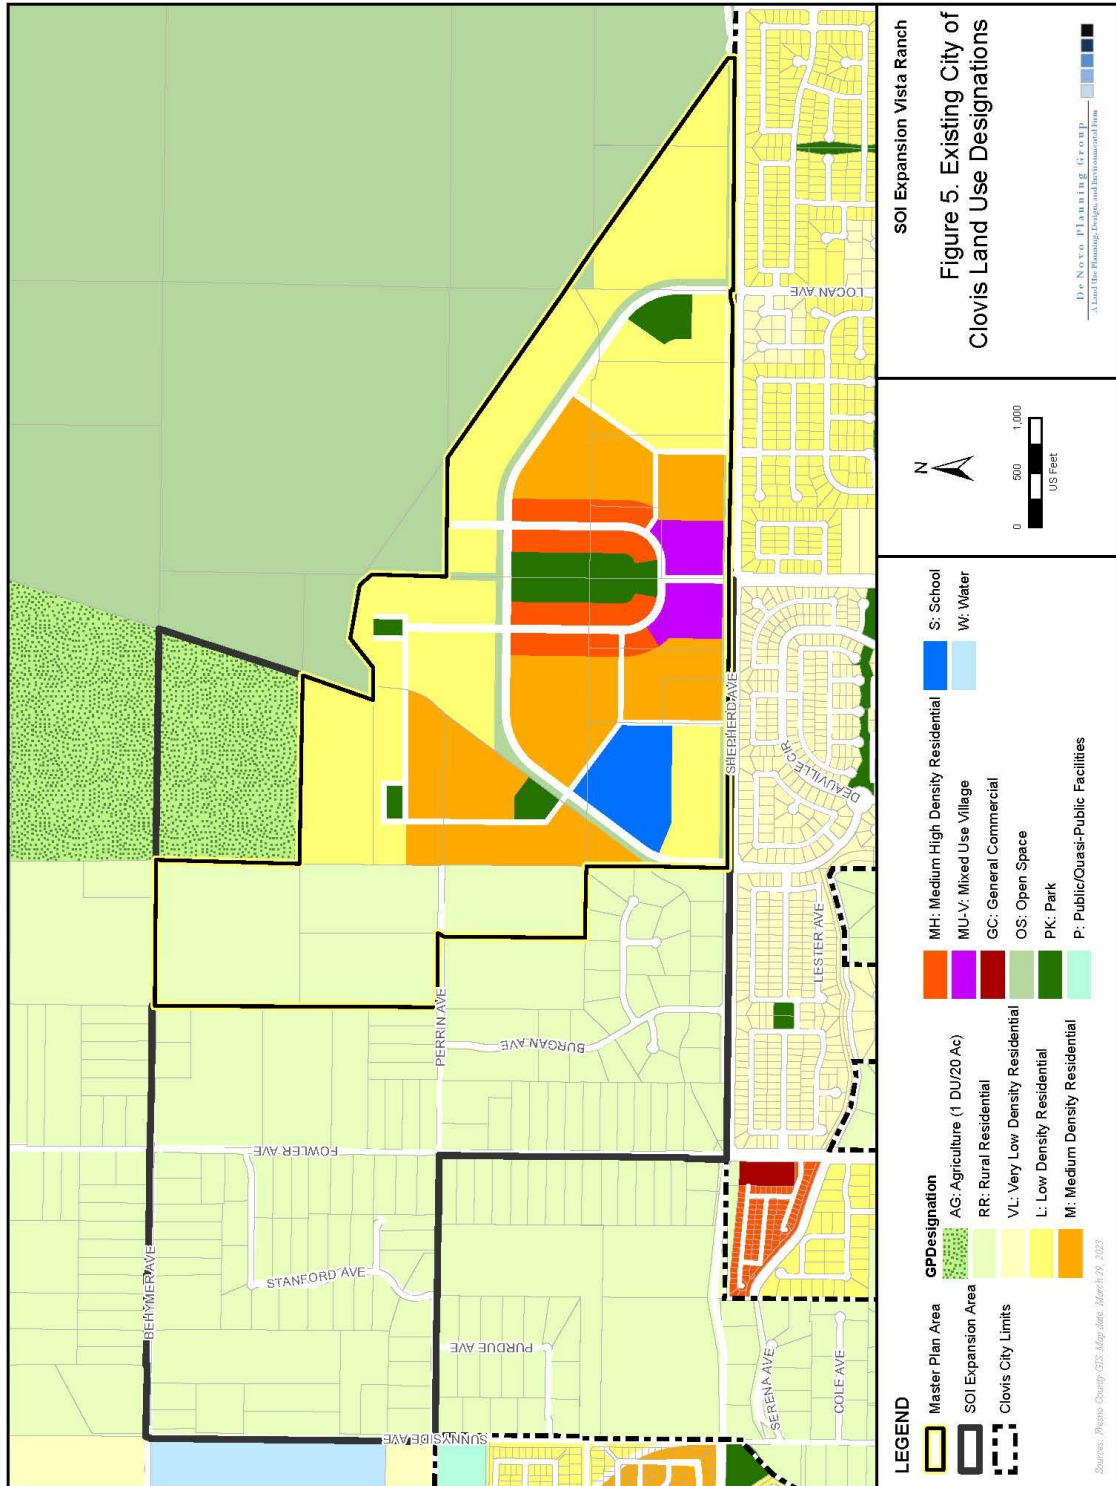 BEHYMER AVE
SUNNYSIDE AVE
STANFORD AVE
FOWLER AVE
PERRIN AVE
PURDUE AVE
BURGAN AVE
SHEPHERD AVE
SERENA AVE
COLE AVE
LESTER AVE
DEAUVILLE CIR
LOCAN AVE
LEGEND
Master Plan Area
SOI Expansion Area
Clovis City Limits
GPDesignation
AG: Agriculture (1 DU/20 Ac)
RR: Rural Residential
VL: Very Low Density Residential
L: Low Density Residential
M: Medium Density Residential
MH: Medium High Density Residential
MU-V: Mixed Use Village
GC: General Commercial
OS: Open Space
PK: Park
P: Public/Quasi-Public Facilities
S: School
W: Water
Sources: Fresno County GIS. Map date: March 29, 2023.
N
0 500 1,000
US Feet
SOI Expansion Vista Ranch
Figure 5. Existing City of
Clovis Land Use Designations
De Novo Planning Group
A Land Use Planning, Design, and Environmental Firm